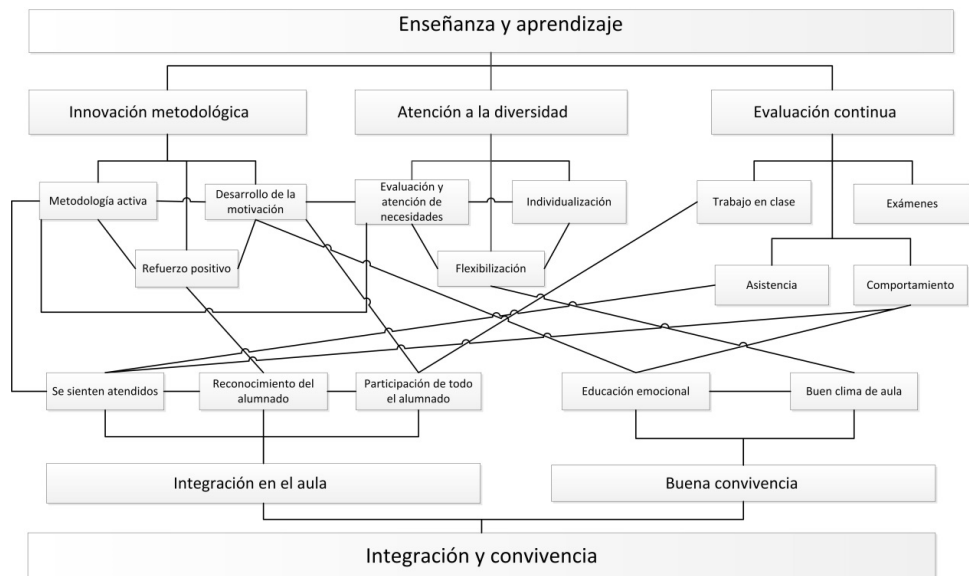 Enseñanza y aprendizaje
Innovación metodológica
Atención a la diversidad
Evaluación continua
Metodología activa
Desarrollo de la
motivación
Evaluación y
atención de
necesidades
Individualización
Trabajo en clase
Exámenes
Refuerzo positivo
Flexibilización
Asistencia
Comportamiento
Se sienten atendidos
Reconocimiento del
alumnado
Participación de todo
el alumnado
Educación emocional
Buen clima de aula
Integración en el aula
Buena convivencia
Integración y convivencia